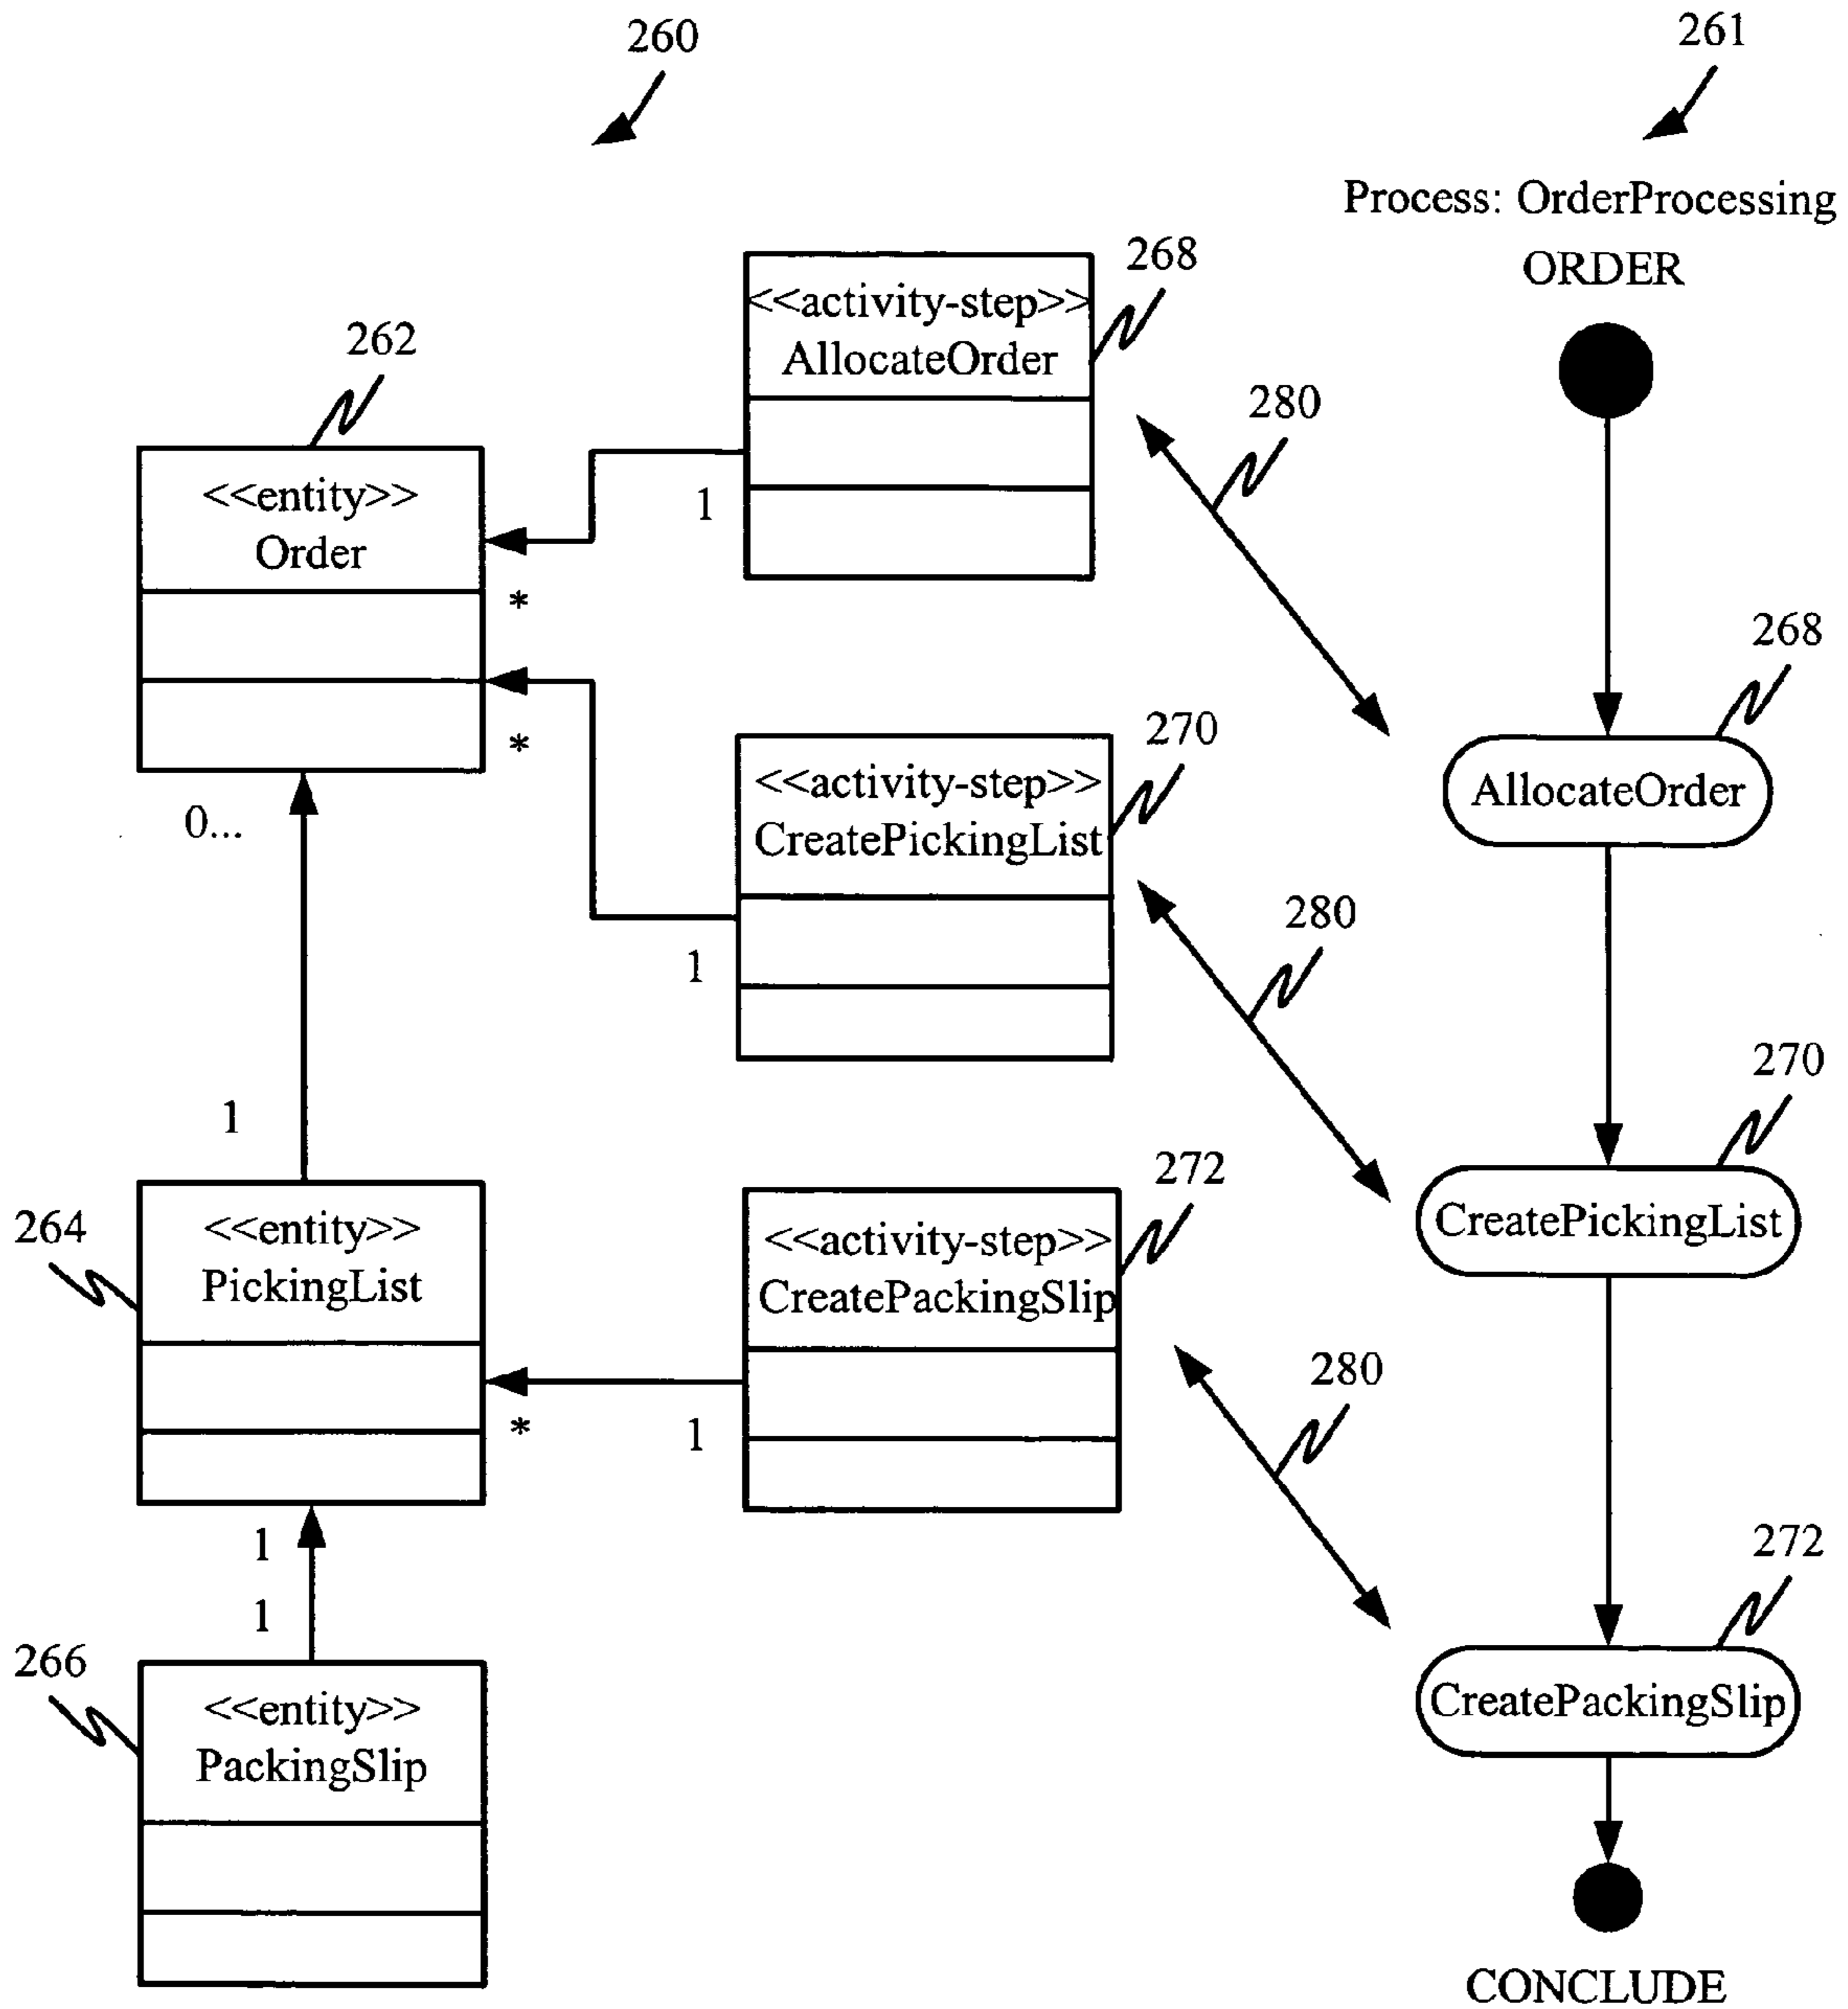 260
261
Process: OrderProcessing
ORDER
268
<<activity-step>>
AllocateOrder
262
280
<<entity>>
Order
1
*
268
*
270
AllocateOrder
<<activity-step>>
CreatePickingList
0...
280
1
270
1
272
CreatePickingList
264
<<entity>>
PickingList
<<activity-step>>
CreatePackingSlip
280
*
1
1
272
1
266
<<entity>>
PackingSlip
CreatePackingSlip
CONCLUDE